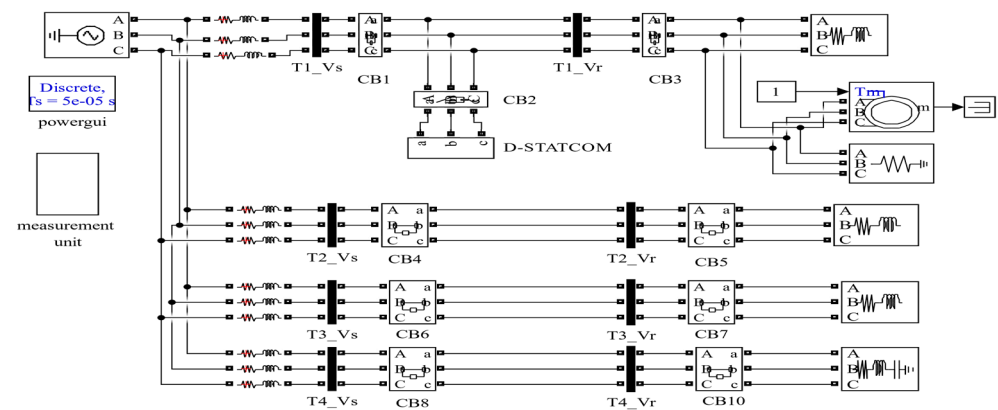 A
B
C
T1_Vs
A a
B b
C c
CB1
T1_Vr
A a
B b
C c
CB3
A
B
C
Discrete,
Ts = 5e-05 s
powergui
A B C
CB2
a b c
D-STATCOM
1
Tm
m
A
B
C
A
B
C
measurement
unit
T2_Vs
A a
B b
C c
CB4
T2_Vr
A a
B b
C c
CB5
A
B
C
T3_Vs
A a
B b
C c
CB6
T3_Vr
A a
B b
C c
CB7
A
B
C
T4_Vs
A a
B b
C c
CB8
T4_Vr
A a
B b
C c
CB10
A
B
C